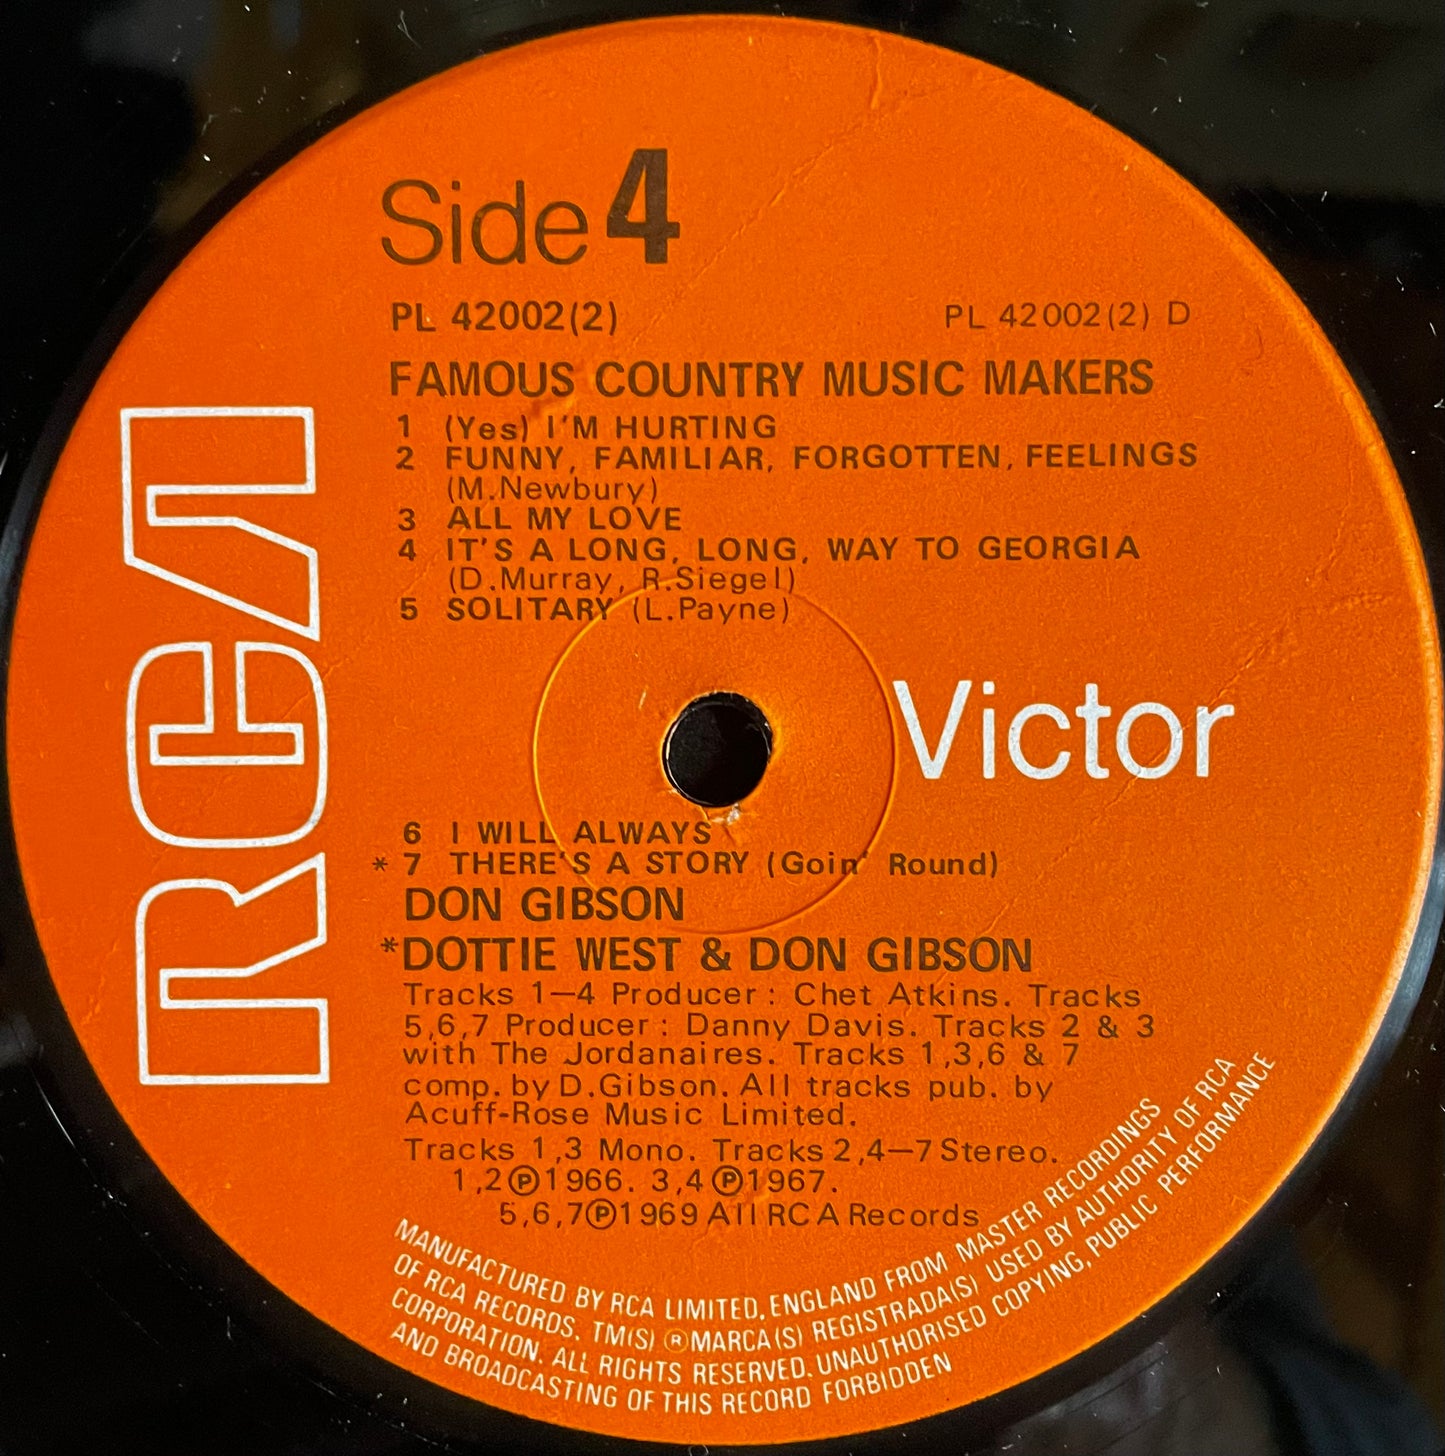 Side 4
PL 42002(2)
PL 42002(2) D
FAMOUS COUNTRY MUSIC MAKERS
1 (Yes) I'M HURTING
2 FUNNY, FAMILIAR, FORGOTTEN, FEELINGS
(M.Newbury)
3 ALL MY LOVE
4 IT'S A LONG, LONG, WAY TO GEORGIA
(D.Murray, R.Siegel)
5 SOLITARY (L.Payne)
RCA
Victor
6 I WILL ALWAYS
* 7 THERE'S A STORY (Goin' Round)
DON GIBSON
*DOTTIE WEST & DON GIBSON
Tracks 1—4 Producer : Chet Atkins. Tracks
5,6,7 Producer : Danny Davis. Tracks 2 & 3
with The Jordanaires. Tracks 1,3,6 & 7
comp. by D.Gibson. All tracks pub. by
Acuff-Rose Music Limited.
Tracks 1,3 Mono. Tracks 2,4—7 Stereo.
1,2 ℗ 1966. 3,4 ℗ 1967.
5,6,7 ℗ 1969 All RCA Records
MANUFACTURED BY RCA LIMITED, ENGLAND FROM MASTER RECORDINGS
OF RCA RECORDS. TM(S) ® MARCA(S) REGISTRADA(S) USED BY AUTHORITY OF RCA
CORPORATION. ALL RIGHTS RESERVED. UNAUTHORISED COPYING, PUBLIC PERFORMANCE
AND BROADCASTING OF THIS RECORD FORBIDDEN